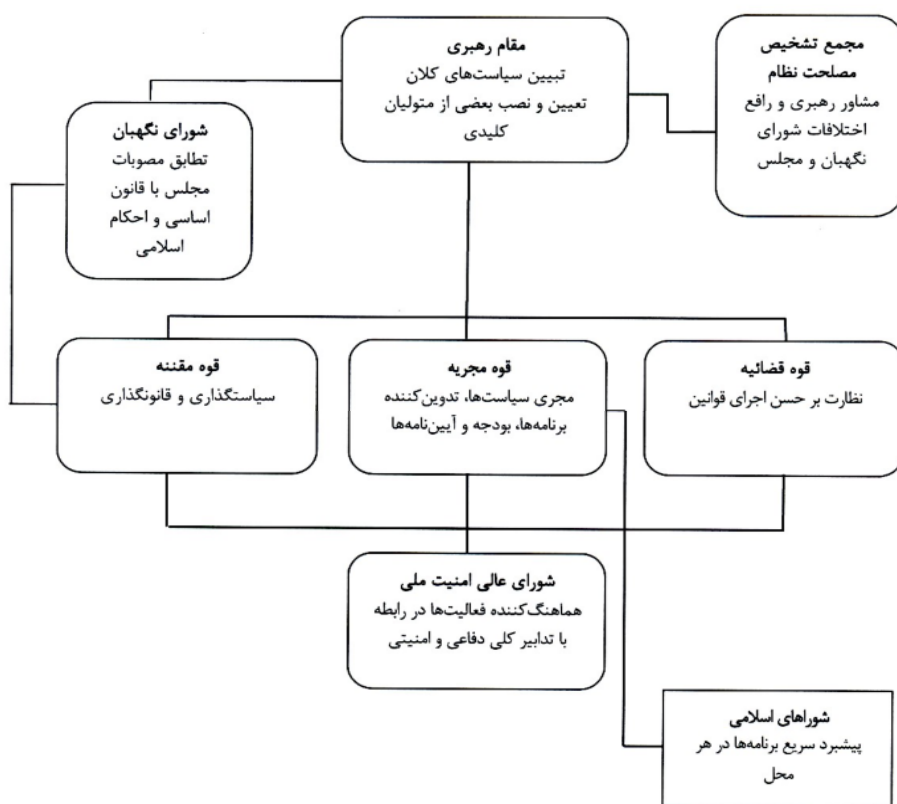 مقام رهبری
تبیین سیاست‌های کلان
تعیین و نصب بعضی از متولیان
کلیدی
مجمع تشخیص
مصلحت نظام
مشاور رهبری و رافع
اختلافات شورای
نگهبان و مجلس
شورای نگهبان
تطابق مصوبات
مجلس با قانون
اساسی و احکام
اسلامی
قوه قضائیه
نظارت بر حسن اجرای قوانین
قوه مجریه
مجری سیاست‌ها، تدوین‌کننده
برنامه‌ها، بودجه و آیین‌نامه‌ها
قوه مقننه
سیاستگذاری و قانونگذاری
شورای عالی امنیت ملی
هماهنگ‌کننده فعالیت‌ها در رابطه
با تدابیر کلی دفاعی و امنیتی
شوراهای اسلامی
پیشبرد سریع برنامه‌ها در هر
محل